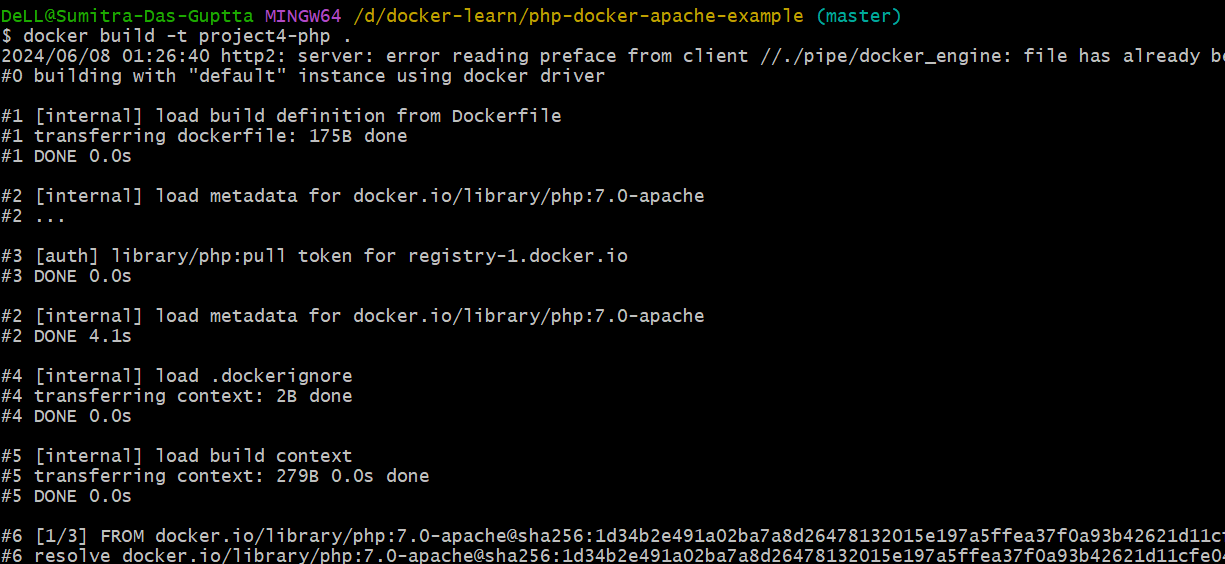 DeLL@Sumitra-Das-Guptta MINGW64 /d/docker-learn/php-docker-apache-example (master)
$ docker build -t project4-php .
2024/06/08 01:26:40 http2: server: error reading preface from client //./pipe/docker_engine: file has already be
#0 building with "default" instance using docker driver
#1 [internal] load build definition from Dockerfile
#1 transferring dockerfile: 175B done
#1 DONE 0.0s
#2 [internal] load metadata for docker.io/library/php:7.0-apache
#2 ...
#3 [auth] library/php:pull token for registry-1.docker.io
#3 DONE 0.0s
#2 [internal] load metadata for docker.io/library/php:7.0-apache
#2 DONE 4.1s
#4 [internal] load .dockerignore
#4 transferring context: 2B done
#4 DONE 0.0s
#5 [internal] load build context
#5 transferring context: 279B 0.0s done
#5 DONE 0.0s
#6 [1/3] FROM docker.io/library/php:7.0-apache@sha256:1d34b2e491a02ba7a8d26478132015e197a5ffea37f0a93b42621d11cf
#6 resolve docker.io/library/php:7.0-apache@sha256:1d34b2e491a02ba7a8d26478132015e197a5ffea37f0a93b42621d11cfe04